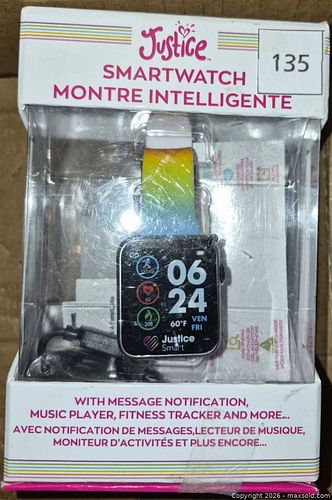 Justice
135
SMARTWATCH
MONTRE INTELLIGENTE
06
24
60
60°F
VEN
FRI
Justice
Smart
WITH MESSAGE NOTIFICATION,
MUSIC PLAYER, FITNESS TRACKER AND MORE...
AVEC NOTIFICATION DE MESSAGES,LECTEUR DE MUSIQUE,
MONITEUR D'ACTIVITÉS ET PLUS ENCORE...
Copyright 2026 - maxsold.com